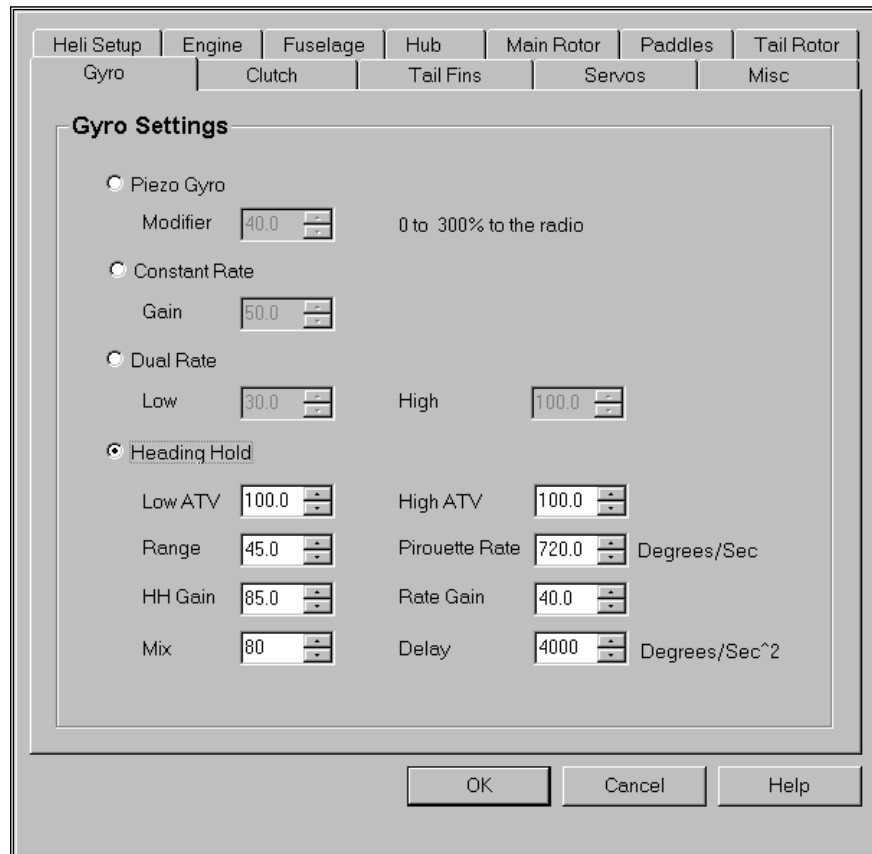 Heli Setup Engine Fuselage Hub Main Rotor Paddles Tail Rotor
Gyro Clutch Tail Fins Servos Misc
Gyro Settings
Piezo Gyro
Modifier 40.0 0 to 300% to the radio
Constant Rate
Gain 50.0
Dual Rate
Low 30.0 High 100.0
Heading Hold
Low ATV 100.0 High ATV 100.0
Range 45.0 Pirouette Rate 720.0 Degrees/Sec
HH Gain 85.0 Rate Gain 40.0
Mix 80 Delay 4000 Degrees/Sec^2
OK Cancel Help